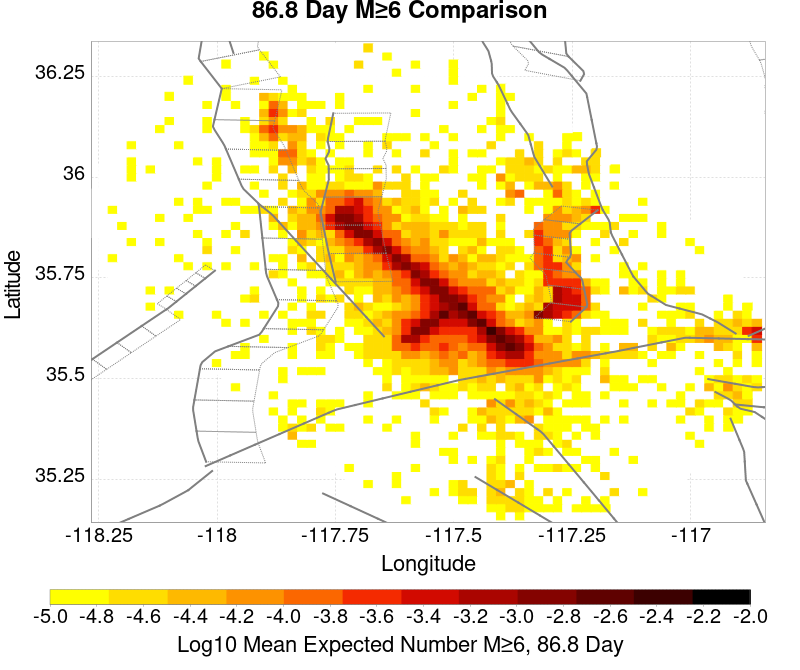 86.8 Day M≥6 Comparison
36.25
36
35.75
35.5
35.25
Latitude
-118.25 -118 -117.75 -117.5 -117.25 -117
Longitude
-5.0 -4.8 -4.6 -4.4 -4.2 -4.0 -3.8 -3.6 -3.4 -3.2 -3.0 -2.8 -2.6 -2.4 -2.2 -2.0
Log10 Mean Expected Number M≥6, 86.8 Day